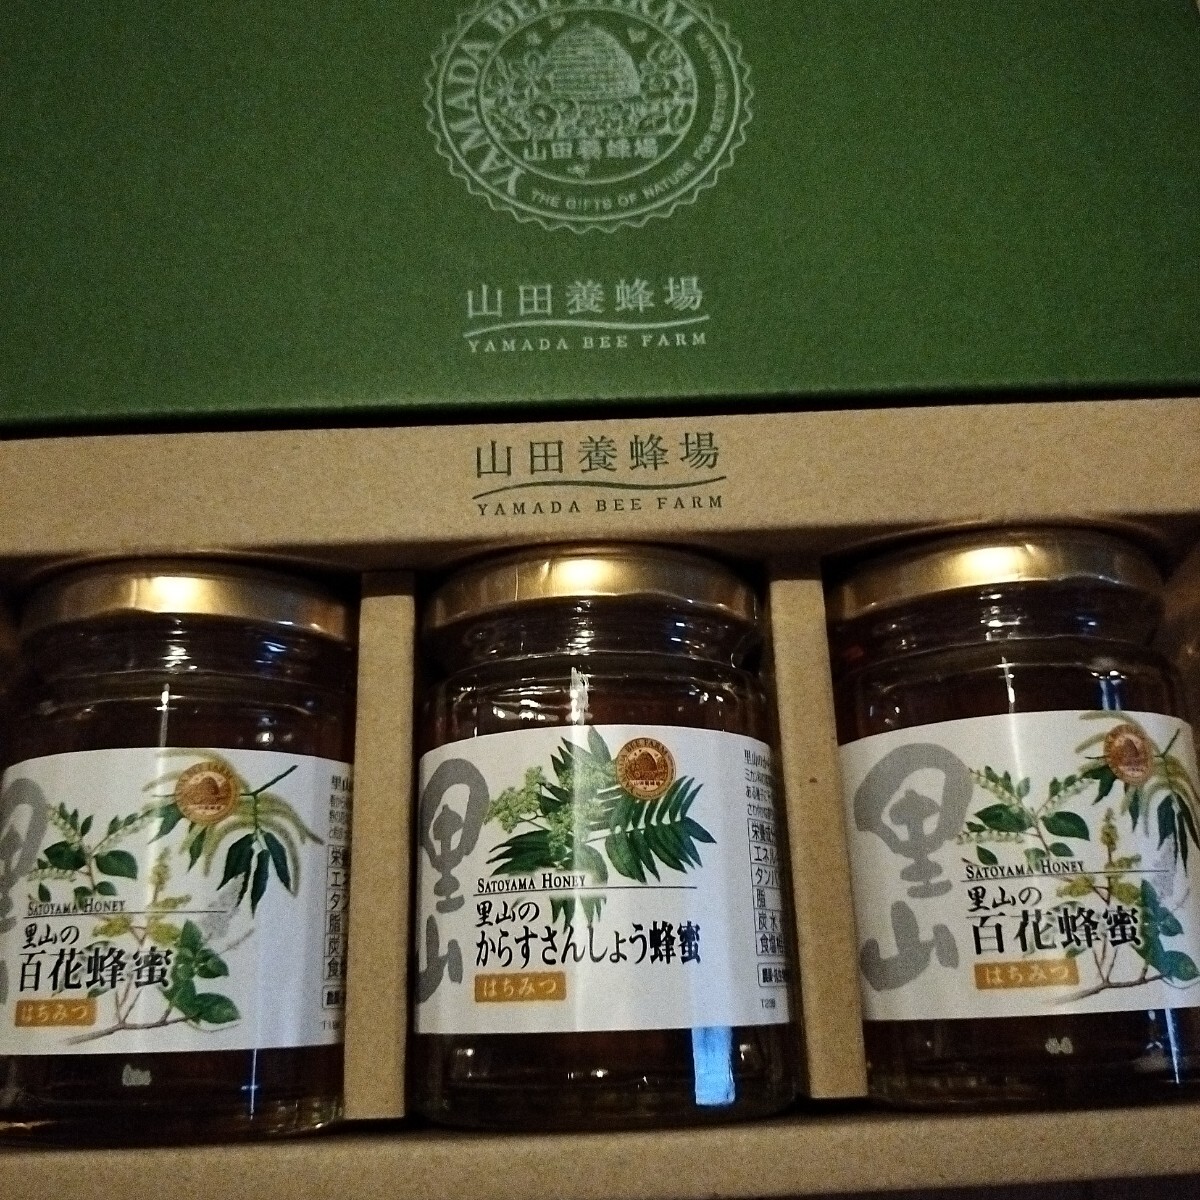 YAMADA BEE FARM
山田養蜂場
THE GIFTS OF NATURE FOR
山田養蜂場
YAMADA BEE FARM
山田養蜂場
YAMADA BEE FARM
里山
SATOYAMA HONEY
里山の
百花蜂蜜
はちみつ
里山
SATOYAMA HONEY
里山の
からすさんしょう蜂蜜
はちみつ
里山
SATOYAMA HONEY
里山の
百花蜂蜜
はちみつ